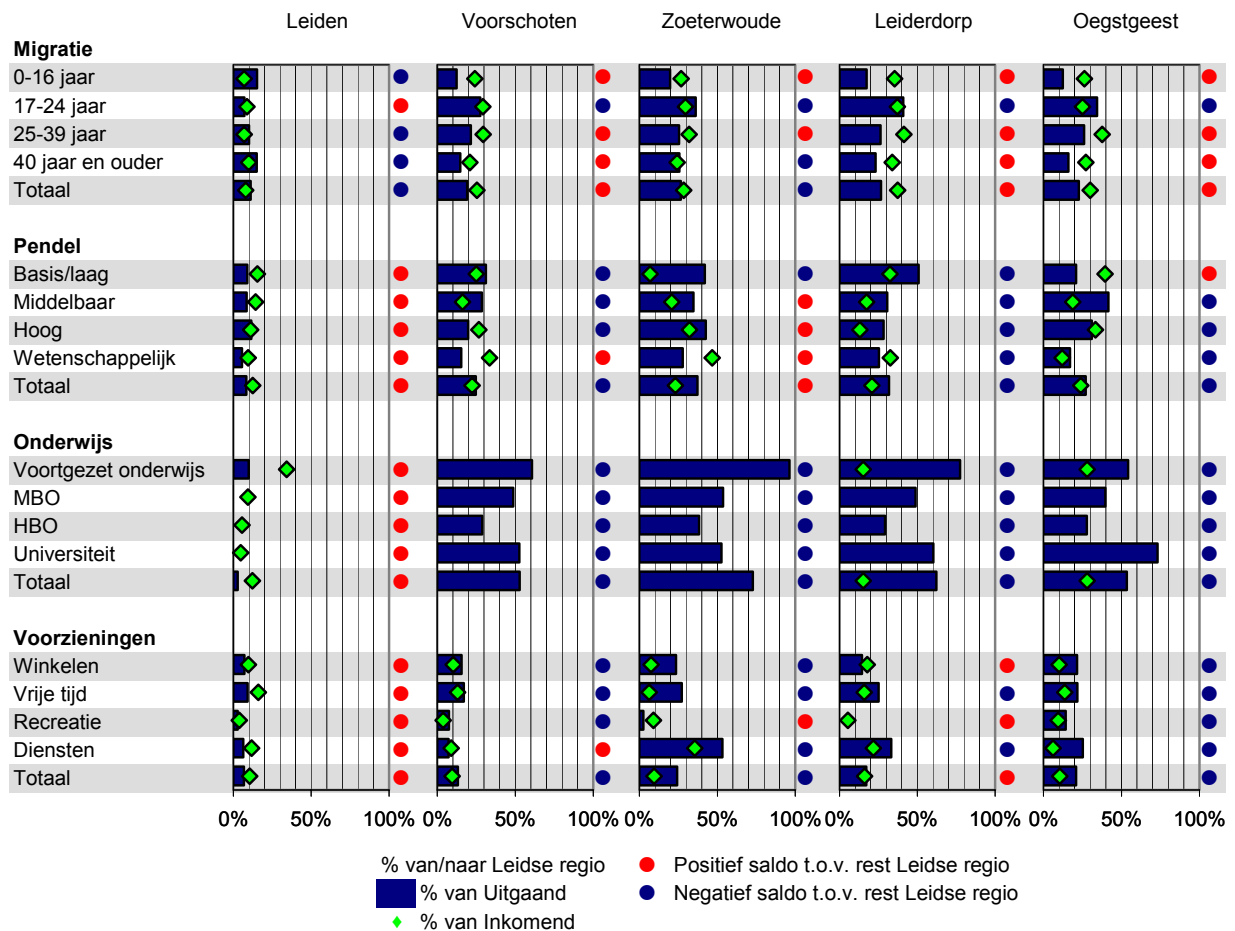 Leiden Voorschoten Zoeterwoude Leiderdorp Oegstgeest
Migratie
0-16 jaar
17-24 jaar
25-39 jaar
40 jaar en ouder
Totaal
Pendel
Basis/laag
Middelbaar
Hoog
Wetenschappelijk
Totaal
Onderwijs
Voortgezet onderwijs
MBO
HBO
Universiteit
Totaal
Voorzieningen
Winkelen
Vrije tijd
Recreatie
Diensten
Totaal
0% 50% 100% 0% 50% 100% 0% 50% 100% 0% 50% 100% 0% 50% 100%
% van/naar Leidse regio Positief saldo t.o.v. rest Leidse regio
% van Uitgaand Negatief saldo t.o.v. rest Leidse regio
% van Inkomend